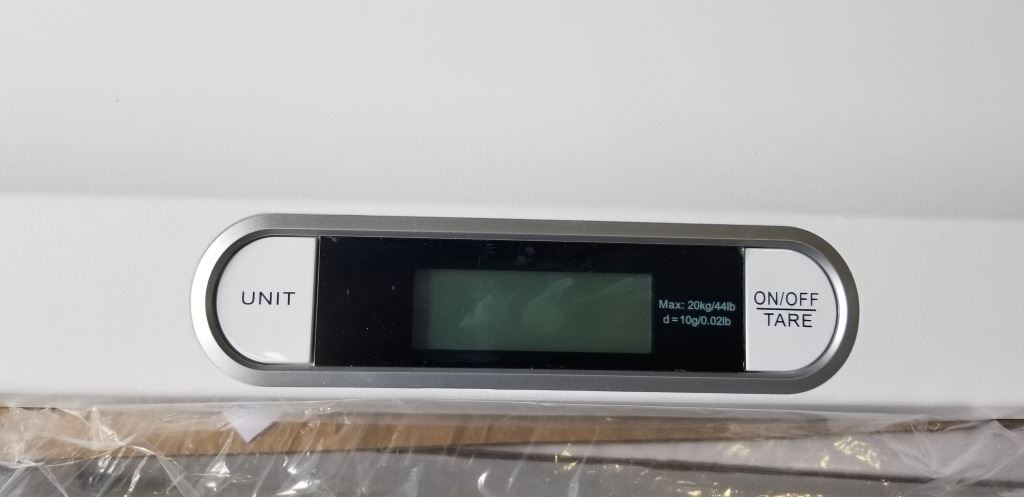 UNIT
Max: 20kg/44lb
d=10g/0.02lb
ON/OFF
TARE